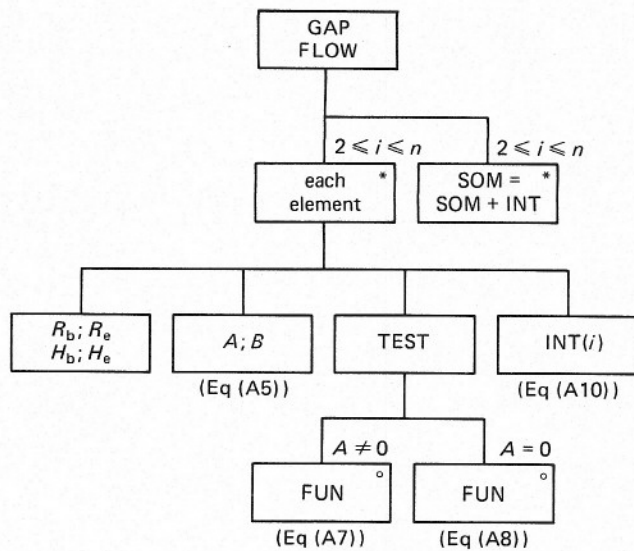 GAP
FLOW
2 ⩽ i ⩽ n
2 ⩽ i ⩽ n
each *
element
SOM = *
SOM + INT
R_b; R_e
H_b; H_e
A; B
TEST
INT(i)
(Eq (A5))
(Eq (A10))
A ≠ 0
A = 0
FUN °
FUN °
(Eq (A7))
(Eq (A8))